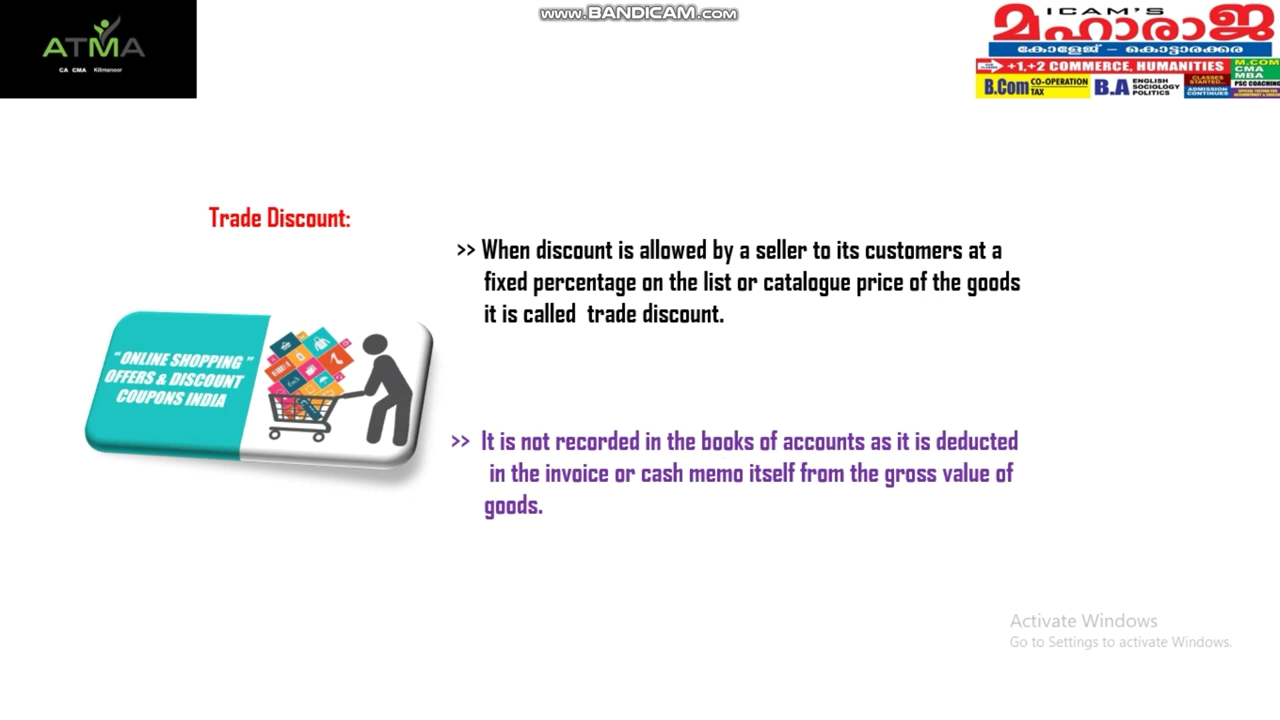 www.BANDICAM.com
ATMA
CA CMA Kilimanoor
ICAM'S
മഹാരാജ
കോളേജ് - കൊട്ടാരക്കര
+1,+2 COMMERCE, HUMANITIES
M.COM
CMA
MBA
PSC COACHING
B.Com CO-OPERATION
TAX
B.A ENGLISH
SOCIOLOGY
POLITICS
CLASSES
STARTED...
ADMISSION
CONTINUES
Trade Discount:
>> When discount is allowed by a seller to its customers at a
fixed percentage on the list or catalogue price of the goods
it is called trade discount.
" ONLINE SHOPPING "
OFFERS & DISCOUNT
COUPONS INDIA
>> It is not recorded in the books of accounts as it is deducted
in the invoice or cash memo itself from the gross value of
goods.
Activate Windows
Go to Settings to activate Windows.